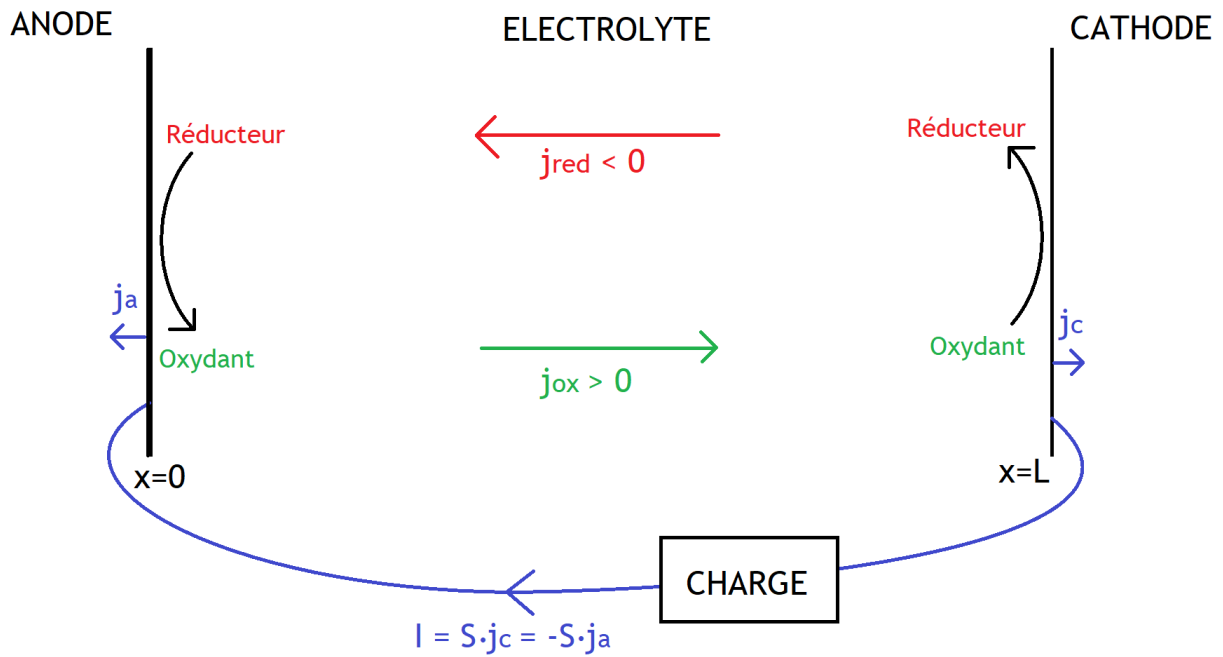 ANODE
ELECTROLYTE
CATHODE
Réducteur
jred < 0
Réducteur
ja
Oxydant
jox > 0
Oxydant
jc
x=0
x=L
CHARGE
I = S·jc = -S·ja